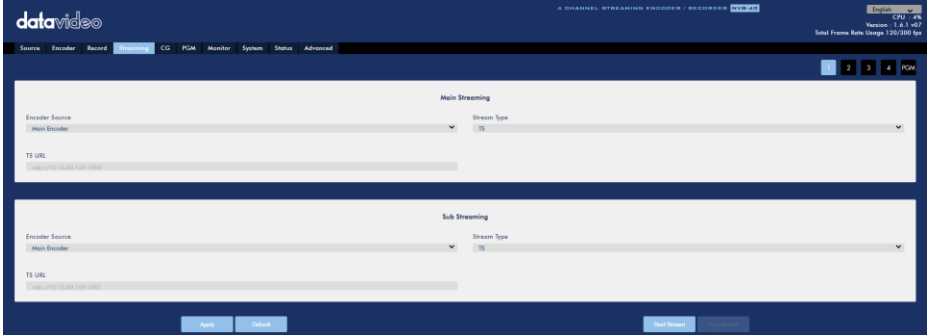 datavideo
4 CHANNEL STREAMING ENCODER / RECORDER NVS-40
English
CPU : 4%
Version : 1.6.1 v67
Total Frame Rate Usage 120/300 fps
Source Encoder Record Streaming CG PGM Monitor System Status Advanced
1 2 3 4 PGM
Main Streaming
Encoder Source Stream Type
Main Encoder TS
TS URL
Sub Streaming
Encoder Source Stream Type
Main Encoder TS
TS URL
Apply Default Start Stream Stop Stream